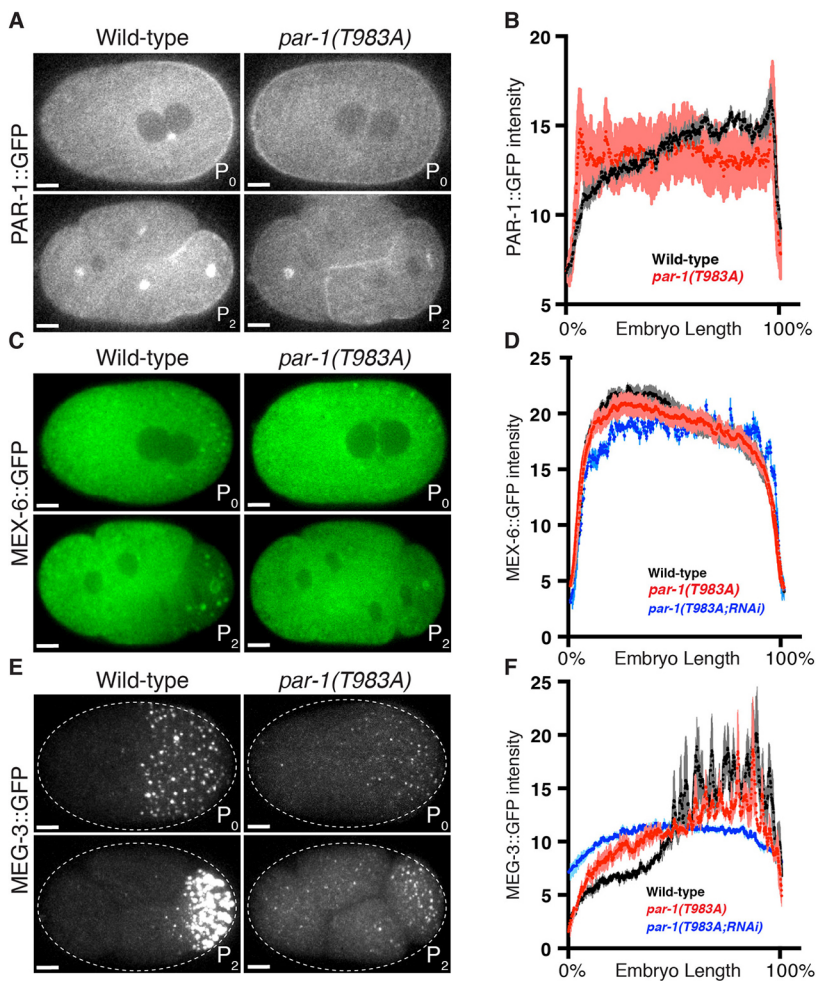 A
Wild-type par-1(T983A)
PAR-1::GFP
P0
P0
P2
P2
B
20
15
10
5
PAR-1::GFP intensity
Wild-type
par-1(T983A)
0% Embryo Length 100%
C
Wild-type par-1(T983A)
MEX-6::GFP
P0
P0
P2
P2
D
25
20
15
10
5
0
MEX-6::GFP intensity
Wild-type
par-1(T983A)
par-1(T983A;RNAi)
0% Embryo Length 100%
E
Wild-type par-1(T983A)
MEG-3::GFP
P0
P0
P2
P2
F
25
20
15
10
5
0
MEG-3::GFP intensity
Wild-type
par-1(T983A)
par-1(T983A;RNAi)
0% Embryo Length 100%